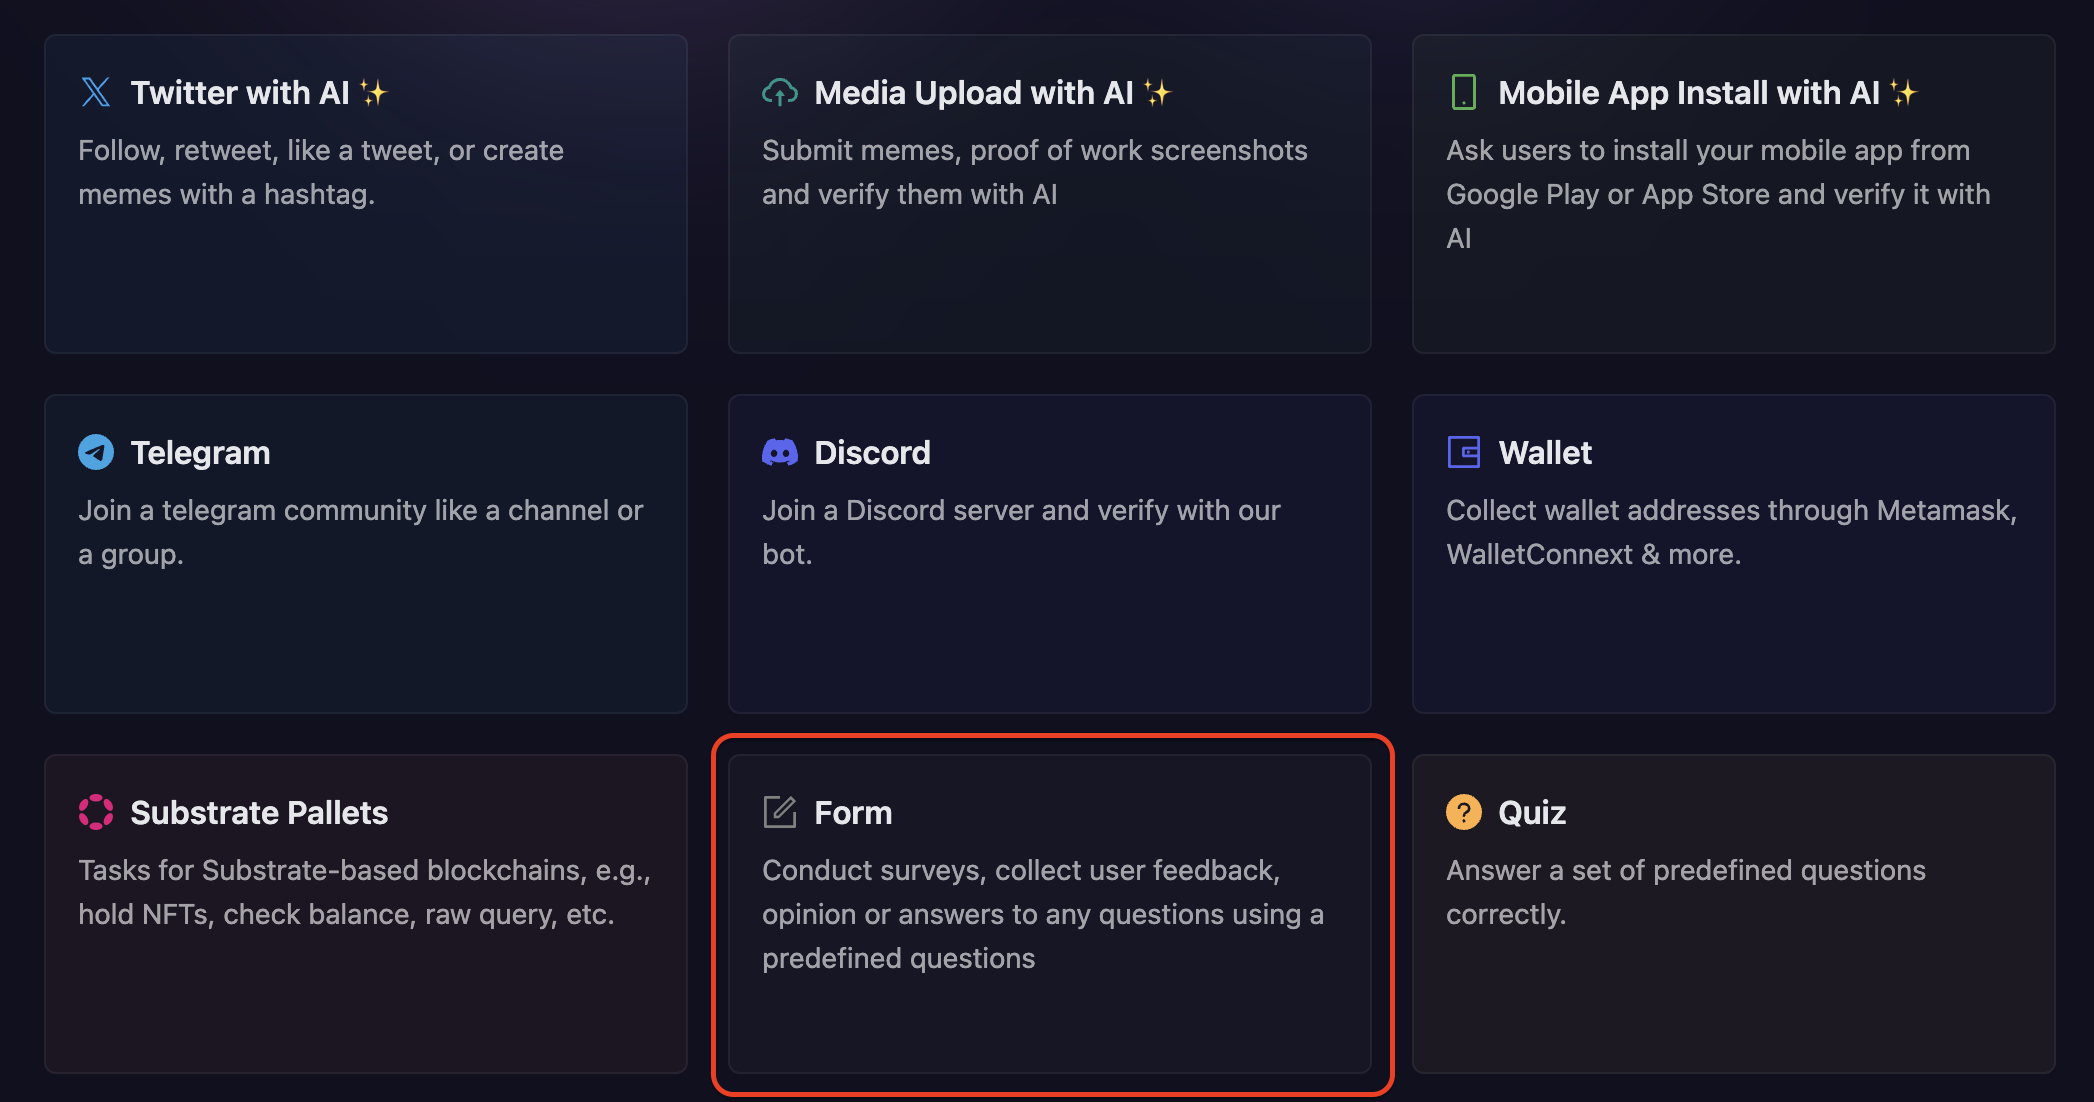 Twitter with AI ✨
Follow, retweet, like a tweet, or create
memes with a hashtag.
Media Upload with AI ✨
Submit memes, proof of work screenshots
and verify them with AI
Mobile App Install with AI ✨
Ask users to install your mobile app from
Google Play or App Store and verify it with
AI
Telegram
Join a telegram community like a channel or
a group.
Discord
Join a Discord server and verify with our
bot.
Wallet
Collect wallet addresses through Metamask,
WalletConnext & more.
Substrate Pallets
Tasks for Substrate-based blockchains, e.g.,
hold NFTs, check balance, raw query, etc.
Form
Conduct surveys, collect user feedback,
opinion or answers to any questions using a
predefined questions
Quiz
Answer a set of predefined questions
correctly.